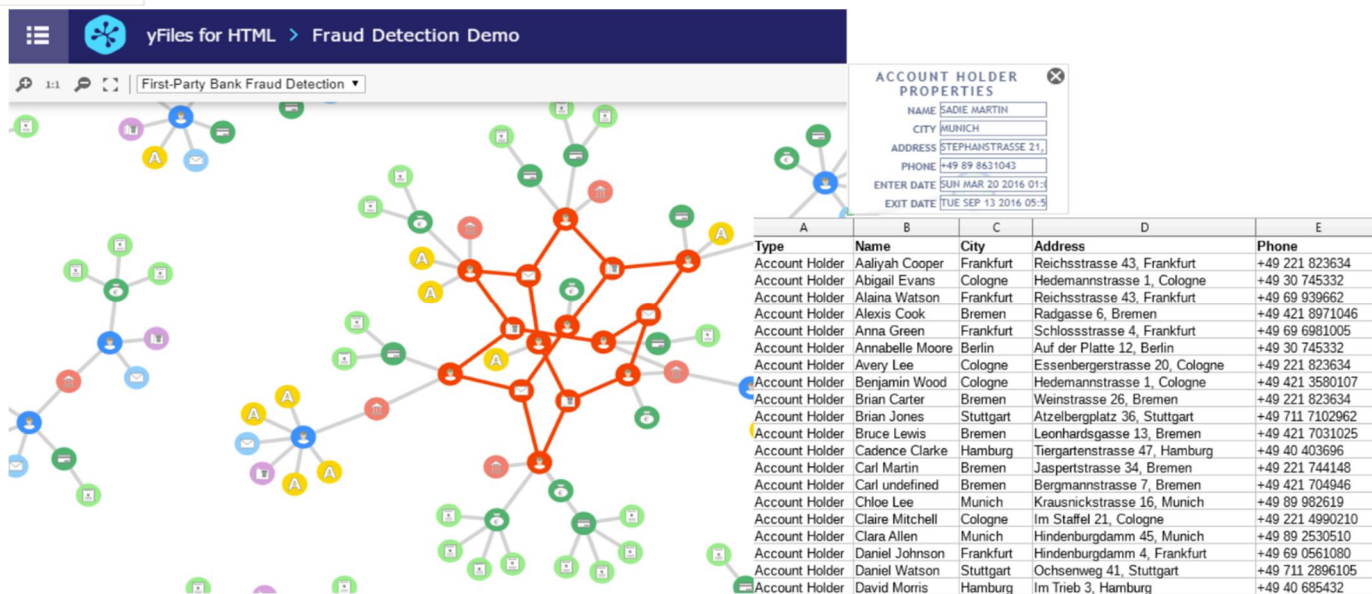 yFiles for HTML > Fraud Detection Demo
1:1 First-Party Bank Fraud Detection
ACCOUNT HOLDER
PROPERTIES
NAME SADIE MARTIN
CITY MUNICH
ADDRESS STEPHANSTRASSE 21,
PHONE +49 89 8631043
ENTER DATE SUN MAR 20 2016 01:
EXIT DATE TUE SEP 13 2016 05:5
A B C D E
Type Name City Address Phone
Account Holder Aaliyah Cooper Frankfurt Reichsstrasse 43, Frankfurt +49 221 823634
Account Holder Abigail Evans Cologne Hedemannstrasse 1, Cologne +49 30 745332
Account Holder Alaina Watson Frankfurt Reichsstrasse 43, Frankfurt +49 69 939662
Account Holder Alexis Cook Bremen Radgasse 6, Bremen +49 421 8971046
Account Holder Anna Green Frankfurt Schlossstrasse 4, Frankfurt +49 69 6981005
Account Holder Annabelle Moore Berlin Auf der Platte 12, Berlin +49 30 745332
Account Holder Avery Lee Cologne Essenbergerstrasse 20, Cologne +49 221 823634
Account Holder Benjamin Wood Cologne Hedemannstrasse 1, Cologne +49 421 3580107
Account Holder Brian Carter Bremen Weinstrasse 26, Bremen +49 221 823634
Account Holder Brian Jones Stuttgart Atzelbergplatz 36, Stuttgart +49 711 7102962
Account Holder Bruce Lewis Bremen Leonhardsgasse 13, Bremen +49 421 7031025
Account Holder Cadence Clarke Hamburg Tiergartenstrasse 47, Hamburg +49 40 403696
Account Holder Carl Martin Bremen Jaspertstrasse 34, Bremen +49 221 744148
Account Holder Carl undefined Bremen Bergmannstrasse 7, Bremen +49 421 704946
Account Holder Chloe Lee Munich Krausnickstrasse 16, Munich +49 89 982619
Account Holder Claire Mitchell Cologne Im Staffel 21, Cologne +49 221 4990210
Account Holder Clara Allen Munich Hindenburgdamm 45, Munich +49 89 2530510
Account Holder Daniel Johnson Frankfurt Hindenburgdamm 4, Frankfurt +49 69 0561080
Account Holder Daniel Watson Stuttgart Ochsenweg 41, Stuttgart +49 711 2896105
Account Holder David Morris Hamburg Im Trieb 3, Hamburg +49 40 685432
A
A
A
A
A
A
A
A
A
A